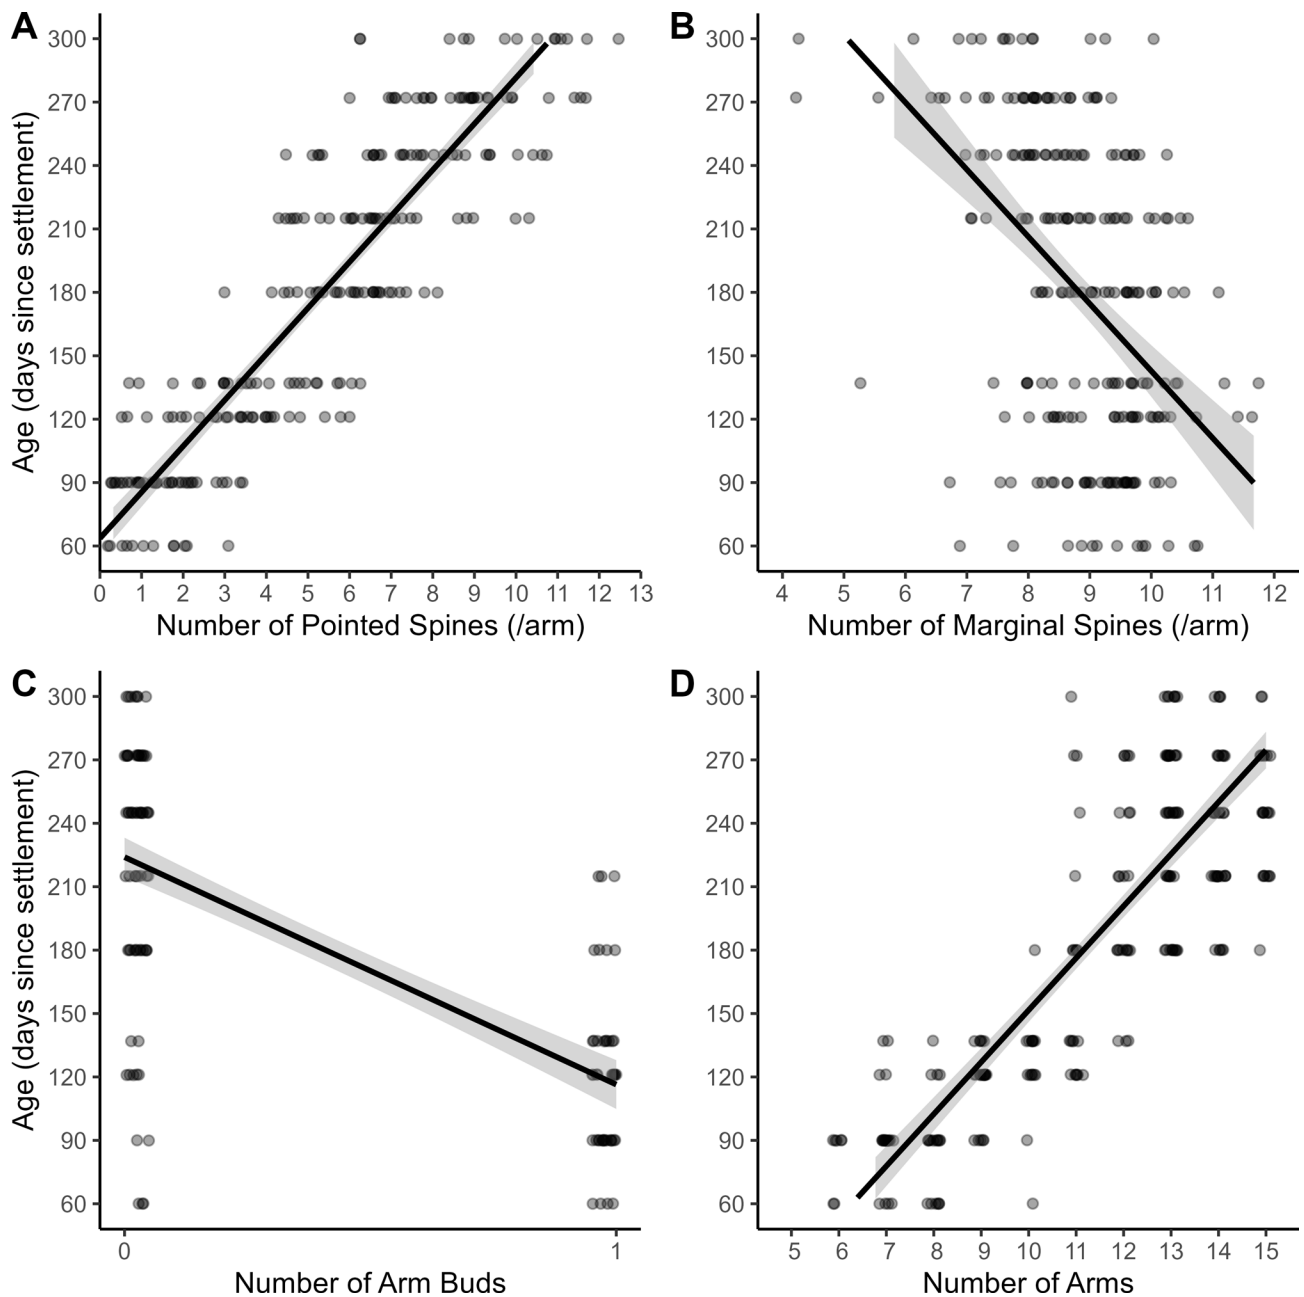 A
300
270
240
210
180
150
120
90
60
Age (days since settlement)
0 1 2 3 4 5 6 7 8 9 10 11 12 13
Number of Pointed Spines (/arm)
B
300
270
240
210
180
150
120
90
60
4 5 6 7 8 9 10 11 12
Number of Marginal Spines (/arm)
C
300
270
240
210
180
150
120
90
60
Age (days since settlement)
0 1
Number of Arm Buds
D
300
270
240
210
180
150
120
90
60
5 6 7 8 9 10 11 12 13 14 15
Number of Arms